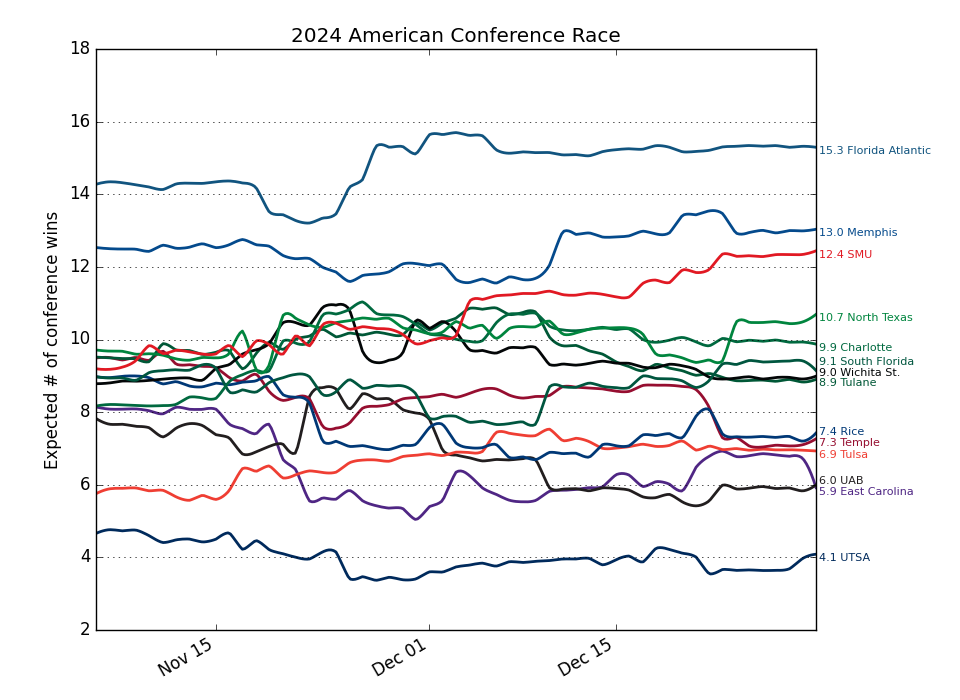 2024 American Conference Race
Expected # of conference wins
18
16
14
12
10
8
6
4
2
Nov 15
Dec 01
Dec 15
15.3 Florida Atlantic
13.0 Memphis
12.4 SMU
10.7 North Texas
9.9 Charlotte
9.1 South Florida
9.0 Wichita St.
8.9 Tulane
7.4 Rice
7.3 Temple
6.9 Tulsa
6.0 UAB
5.9 East Carolina
4.1 UTSA